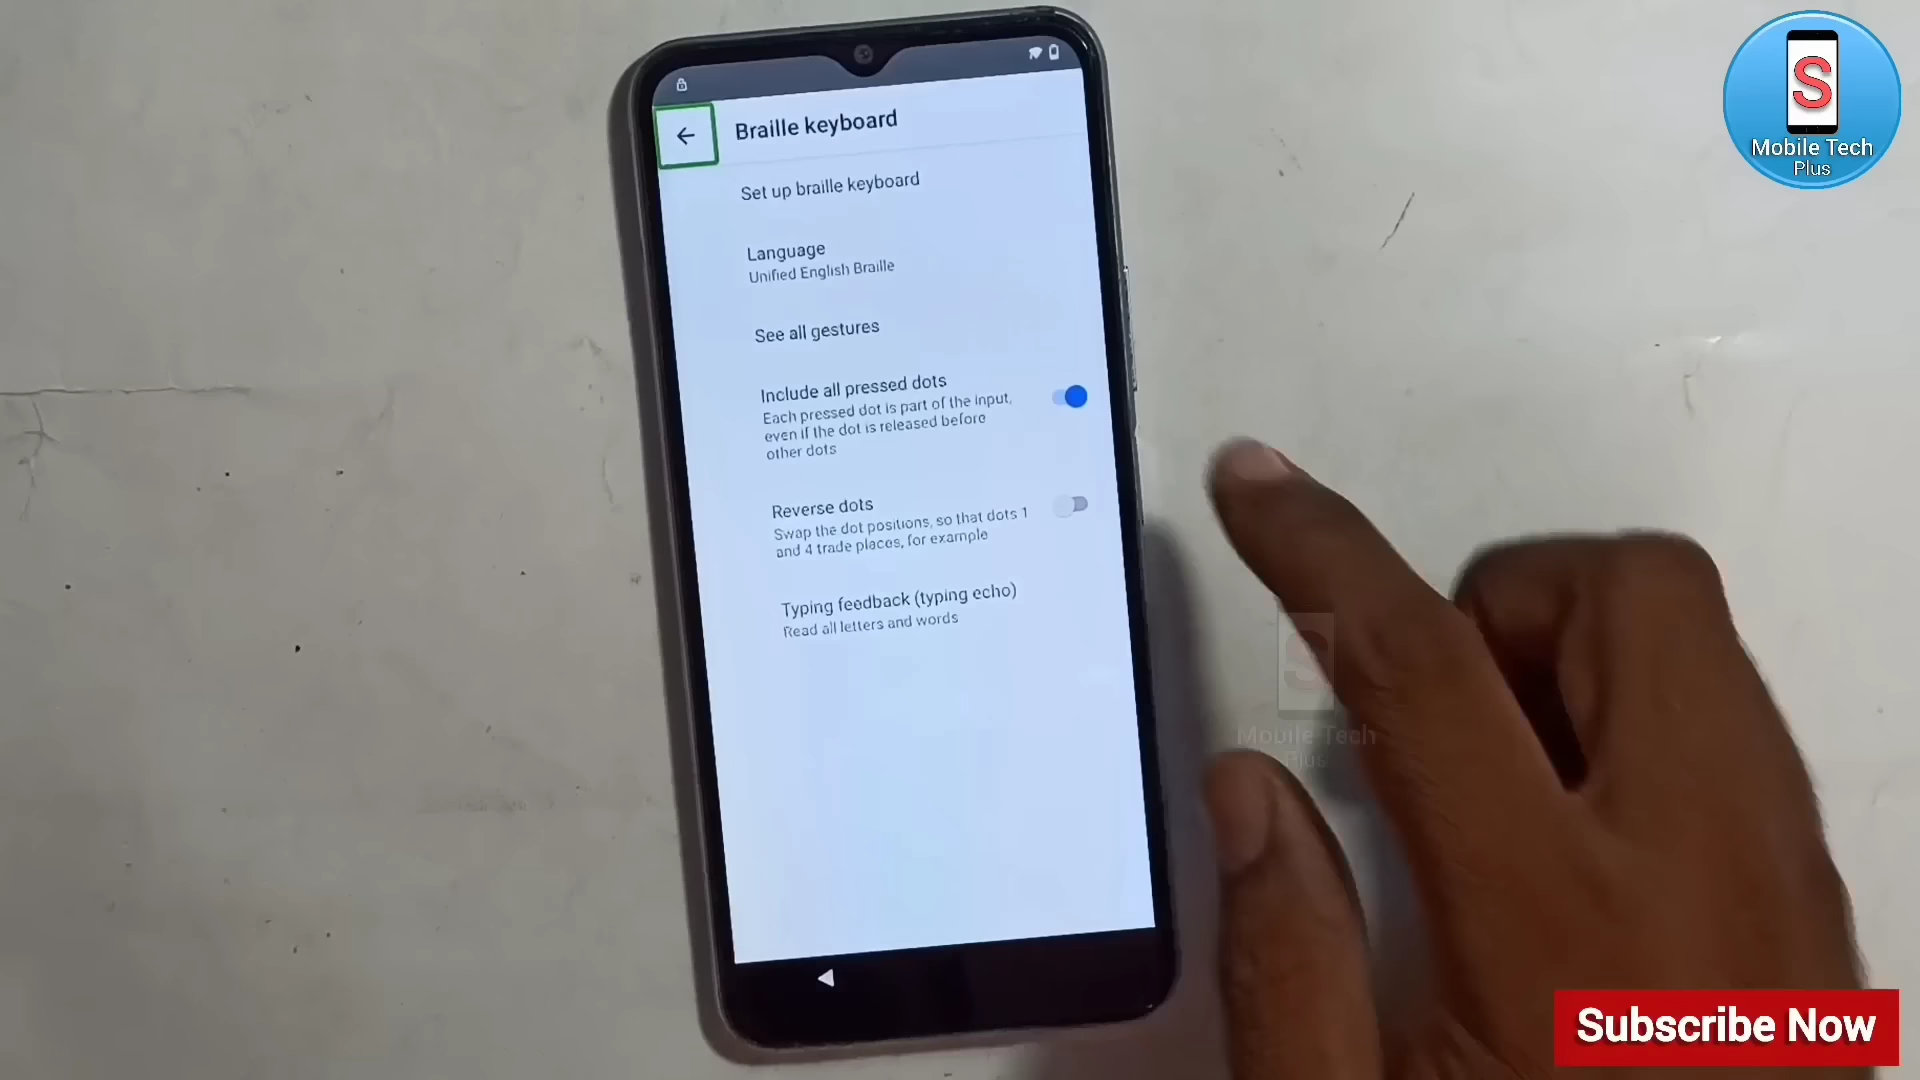 Braille keyboard
Set up braille keyboard
Language
Unified English Braille
See all gestures
Include all pressed dots
Each pressed dot is part of the input,
even if the dot is released before
other dots
Reverse dots
Swap the dot positions, so that dots 1
and 4 trade places, for example
Typing feedback (typing echo)
Read all letters and words
S
Mobile Tech
Plus
S
Mobile Tech
Plus
Subscribe Now